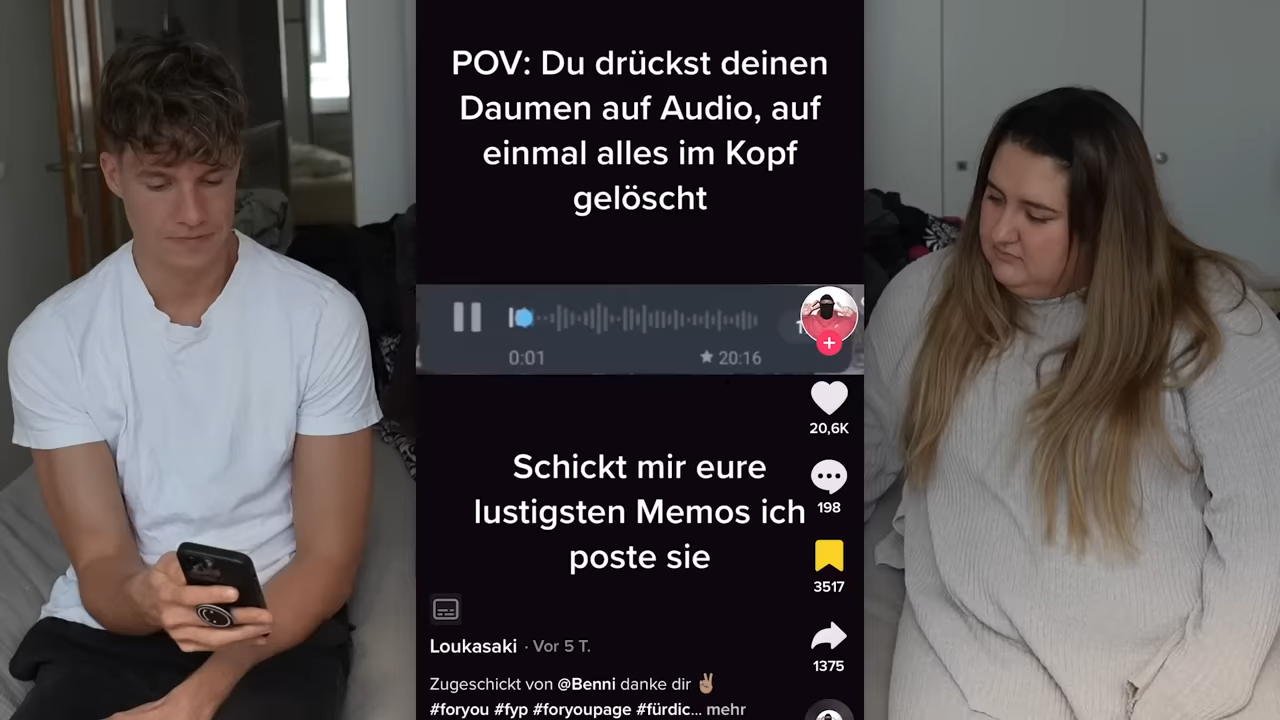 POV: Du drückst deinen
Daumen auf Audio, auf
einmal alles im Kopf
gelöscht
0:01
★ 20:16
20,6K
Schickt mir eure
lustigsten Memos ich
poste sie
198
3517
Loukasaki · Vor 5 T.
1375
Zugeschickt von @Benni danke dir ✌🏽
#foryou #fyp #foryoupage #fürdic... mehr